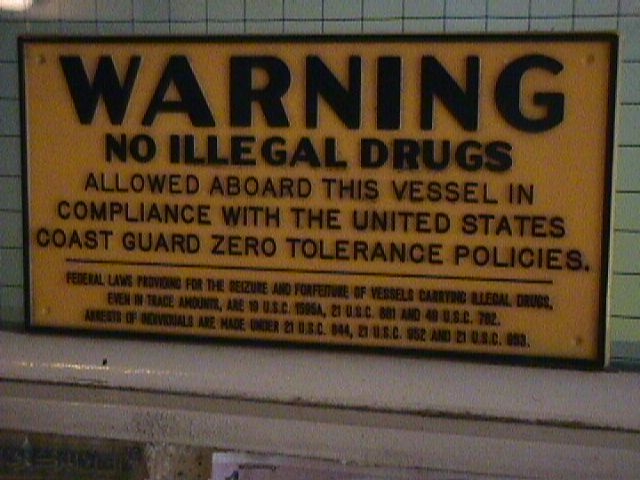 WARNING
NO ILLEGAL DRUGS
ALLOWED ABOARD THIS VESSEL IN
COMPLIANCE WITH THE UNITED STATES
COAST GUARD ZERO TOLERANCE POLICIES.
FEDERAL LAWS PROVIDING FOR THE SEIZURE AND FORFEITURE OF VESSELS CARRYING ILLEGAL DRUGS,
EVEN IN TRACE AMOUNTS, ARE 19 U.S.C. 1595A, 21 U.S.C. 881 AND 49 U.S.C. 782.
ARRESTS OF INDIVIDUALS ARE MADE UNDER 21 U.S.C. 844, 21 U.S.C. 952 AND 21 U.S.C.